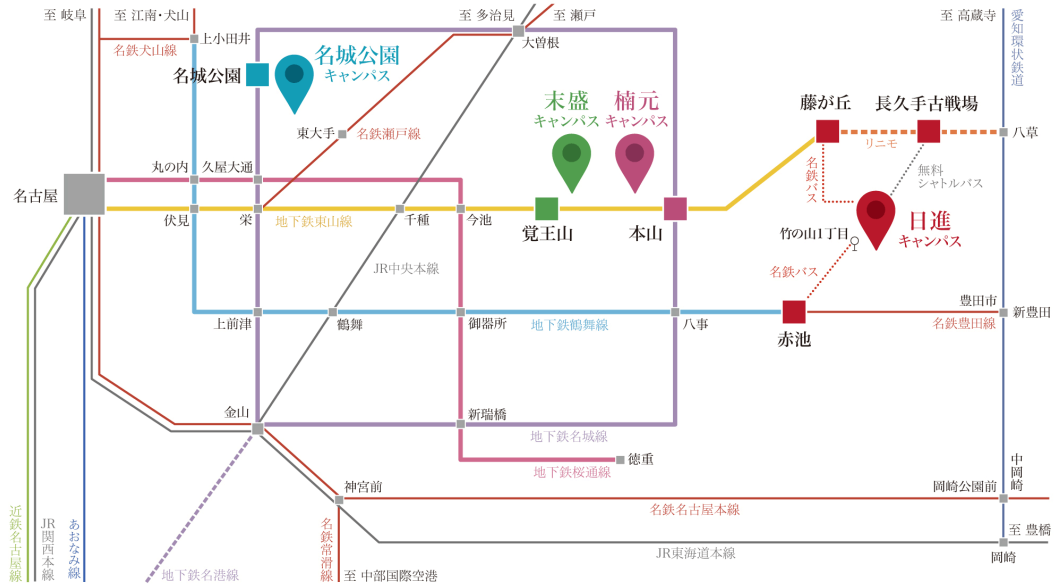 至 岐阜
至 江南・犬山
至 多治見
至 瀬戸
至 高蔵寺
愛知環状鉄道
名鉄犬山線
上小田井
大曽根
名城公園
名城公園
キャンパス
東大手
名鉄瀬戸線
末盛
キャンパス
楠元
キャンパス
藤が丘
長久手古戦場
リニモ
八草
丸の内
久屋大通
名古屋
伏見
栄
地下鉄東山線
千種
今池
覚王山
本山
名鉄バス
無料
シャトルバス
日進
キャンパス
竹の山1丁目
名鉄バス
JR中央本線
上前津
鶴舞
御器所
地下鉄鶴舞線
八事
赤池
豊田市
新豊田
名鉄豊田線
金山
新瑞橋
地下鉄名城線
徳重
地下鉄桜通線
神宮前
中岡崎
岡崎公園前
名鉄名古屋本線
近鉄名古屋線
JR関西本線
あおなみ線
地下鉄名港線
名鉄常滑線
至 中部国際空港
JR東海道本線
至 豊橋
岡崎